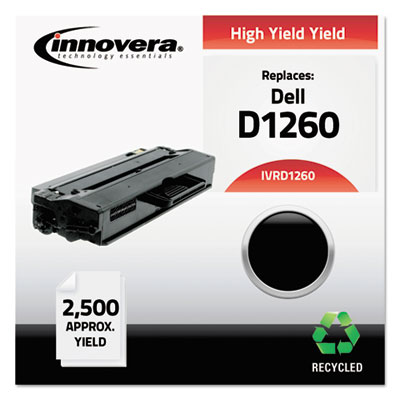 innovera
technology essentials
High Yield Yield
Replaces:
Dell
D1260
IVRD1260
2,500
APPROX.
YIELD
RECYCLED